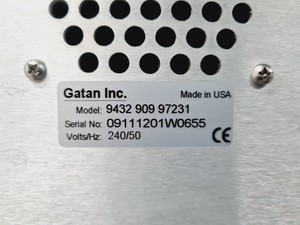 Gatan Inc. Made in USA
Model: 9432 909 97231
Serial No: 09111201W0655
Volts/Hz: 240/50 CE